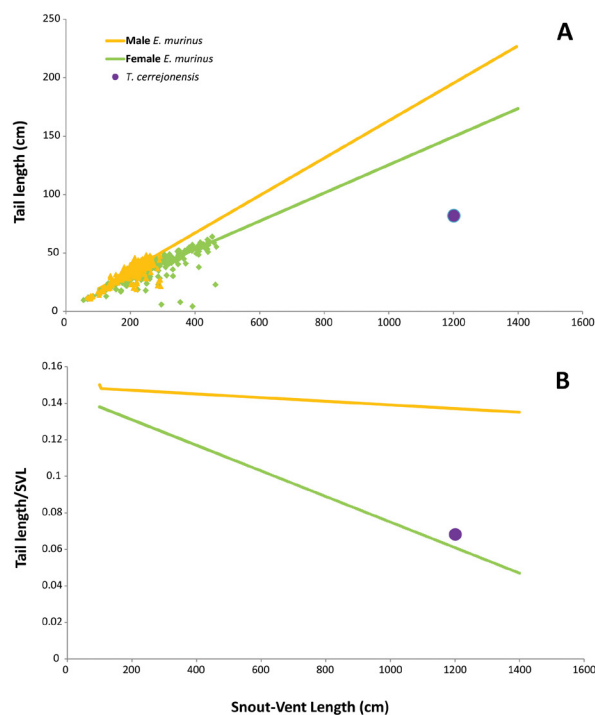 250
A
Male E. murinus
Female E. murinus
T. cerrejonensis
200
150
100
50
0
Tail length (cm)
0 200 400 600 800 1000 1200 1400 1600
0.16
B
0.14
0.12
0.1
0.08
0.06
0.04
0.02
0
Tail length/SVL
0 200 400 600 800 1000 1200 1400 1600
Snout-Vent Length (cm)